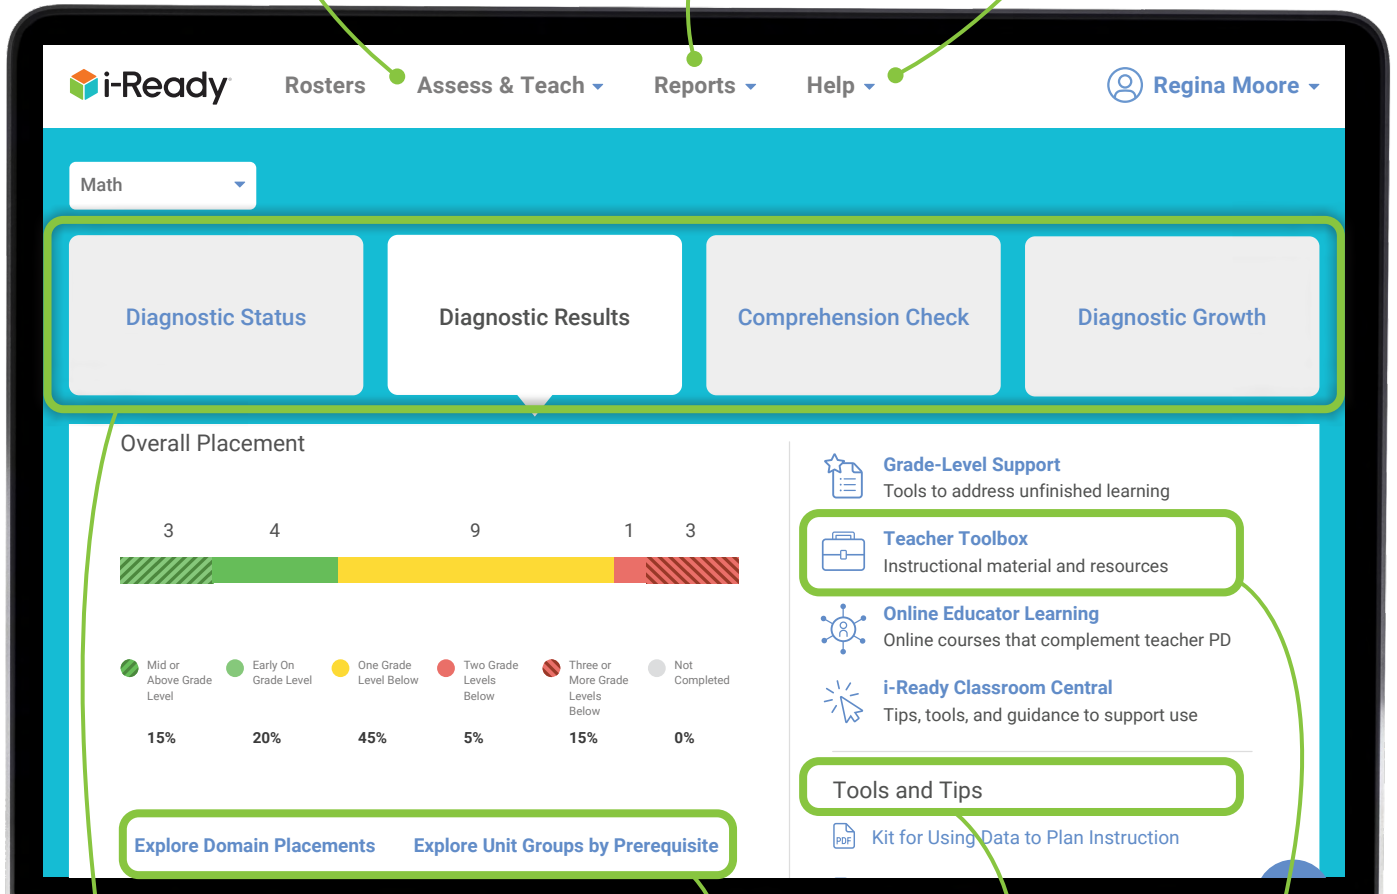 i-Ready
Rosters
Assess & Teach
Reports
Help
Regina Moore
Math
Diagnostic Status
Diagnostic Results
Comprehension Check
Diagnostic Growth
Overall Placement
3 4 9 1 3
Mid or
Above Grade
Level
Early On
Grade Level
One Grade
Level Below
Two Grade
Levels
Below
Three or
More Grade
Levels
Below
Not
Completed
15% 20% 45% 5% 15% 0%
Explore Domain Placements
Explore Unit Groups by Prerequisite
Grade-Level Support
Tools to address unfinished learning
Teacher Toolbox
Instructional material and resources
Online Educator Learning
Online courses that complement teacher PD
i-Ready Classroom Central
Tips, tools, and guidance to support use
Tools and Tips
PDF
Kit for Using Data to Plan Instruction